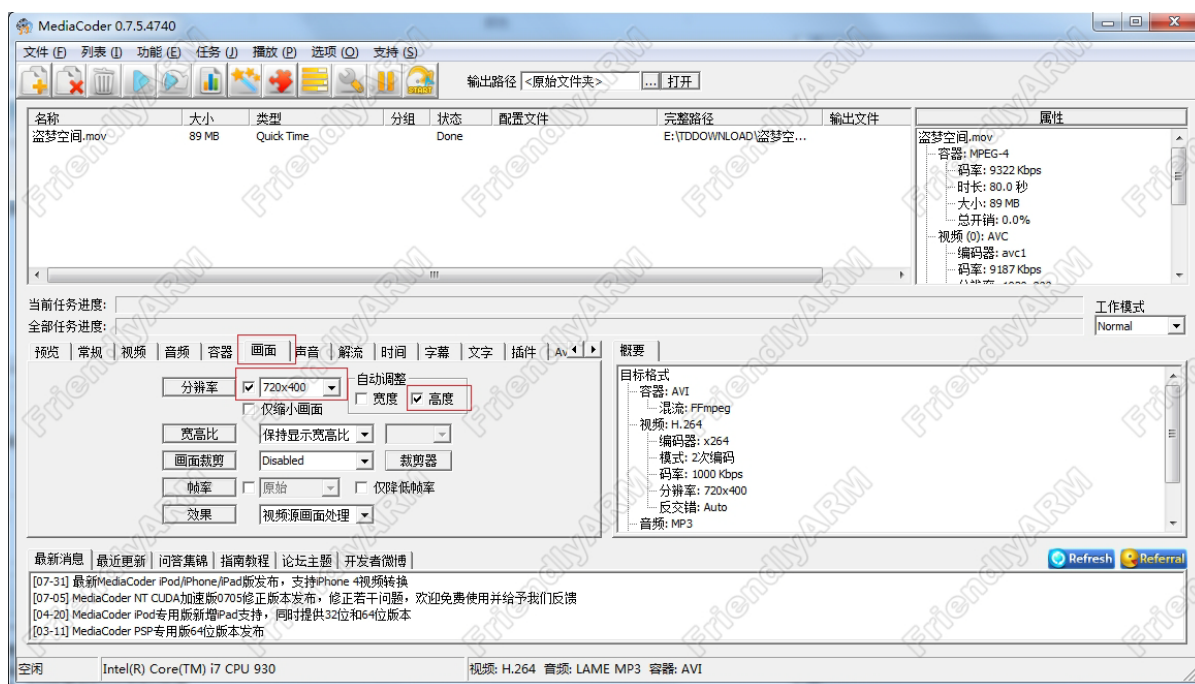 MediaCoder 0.7.5.4740
文件 (F) 列表 (I) 功能 (E) 任务 (J) 播放 (P) 选项 (O) 支持 (S)
START
输出路径 <原始文件夹> ... 打开
名称 大小 类型 分组 状态 配置文件 完整路径 输出文件 属性
盗梦空间.mov 89 MB Quick Time Done E:\TDDOWNLOAD\盗梦空...
盗梦空间.mov
容器: MPEG-4
码率: 9322 Kbps
时长: 80.0 秒
大小: 89 MB
总开销: 0.0%
视频 (0): AVC
编码器: avc1
码率: 9187 Kbps
当前任务进度:
全部任务进度:
工作模式
Normal
预览 常规 视频 音频 容器 画面 声音 解流 时间 字幕 文字 插件 Av
分辨率 720x400 自动调整 宽度 高度
仅缩小画面
宽高比 保持显示宽高比
画面裁剪 Disabled 裁剪器
帧率 原始 仅降低帧率
效果 视频源画面处理
概要
目标格式
容器: AVI
混流: FFmpeg
视频: H.264
编码器: x264
模式: 2次编码
码率: 1000 Kbps
分辨率: 720x400
反交错: Auto
音频: MP3
最新消息 最近更新 问答集锦 指南教程 论坛主题 开发者微博 Refresh Referral
[07-31] 最新MediaCoder iPod/iPhone/iPad版发布，支持iPhone 4视频转换
[07-05] MediaCoder NT CUDA加速版0705修正版本发布，修正若干问题，欢迎免费使用并给予我们反馈
[04-20] MediaCoder iPod专用版新增iPad支持，同时提供32位和64位版本
[03-11] MediaCoder PSP专用版64位版本发布
空闲 Intel(R) Core(TM) i7 CPU 930 视频: H.264 音频: LAME MP3 容器: AVI
FriendlyARM